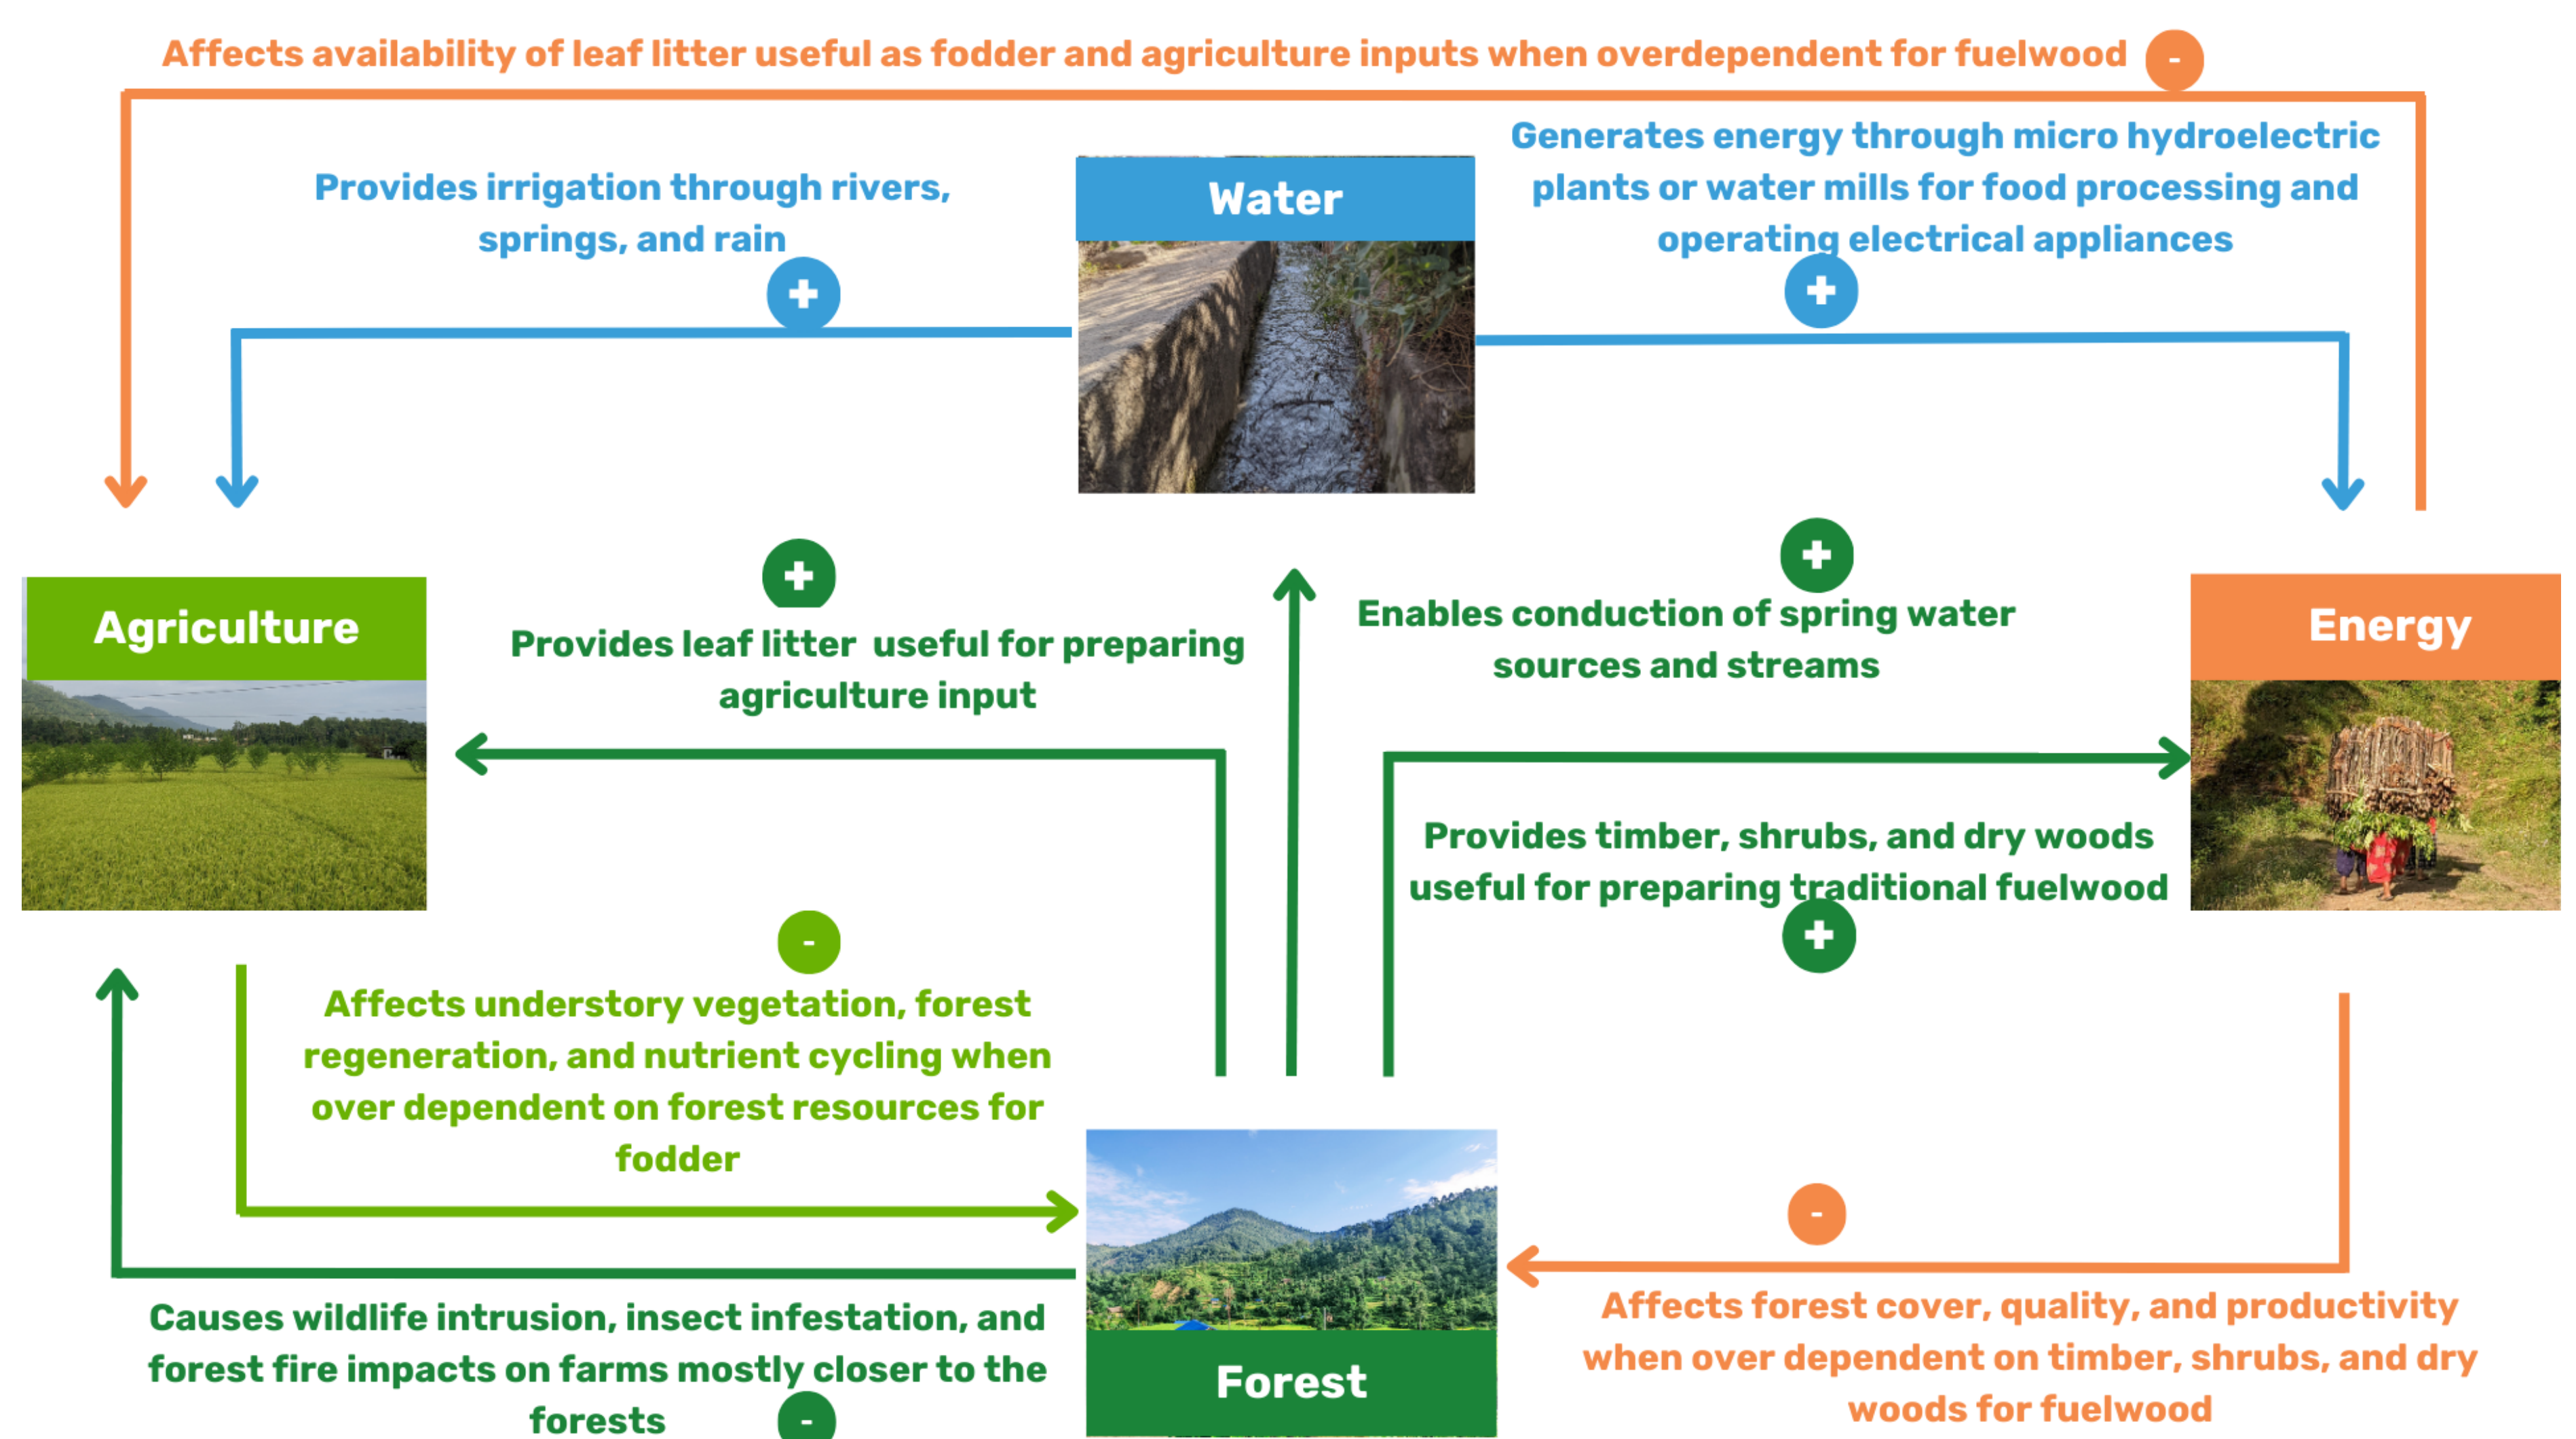 Affects availability of leaf litter useful as fodder and agriculture inputs when overdependent for fuelwood
-
Provides irrigation through rivers,
springs, and rain
+
Water
Generates energy through micro hydroelectric
plants or water mills for food processing and
operating electrical appliances
+
Agriculture
+
Provides leaf litter useful for preparing
agriculture input
+
Enables conduction of spring water
sources and streams
Energy
Provides timber, shrubs, and dry woods
useful for preparing traditional fuelwood
+
-
Affects understory vegetation, forest
regeneration, and nutrient cycling when
over dependent on forest resources for
fodder
Causes wildlife intrusion, insect infestation, and
forest fire impacts on farms mostly closer to the
forests
-
Forest
-
Affects forest cover, quality, and productivity
when over dependent on timber, shrubs, and dry
woods for fuelwood